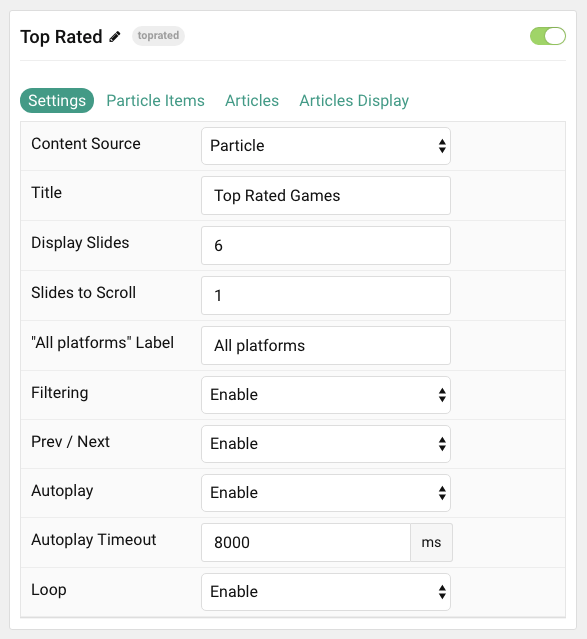 Top Rated toprated
Settings Particle Items Articles Articles Display
Content Source Particle
Title Top Rated Games
Display Slides 6
Slides to Scroll 1
"All platforms" Label All platforms
Filtering Enable
Prev / Next Enable
Autoplay Enable
Autoplay Timeout 8000 ms
Loop Enable